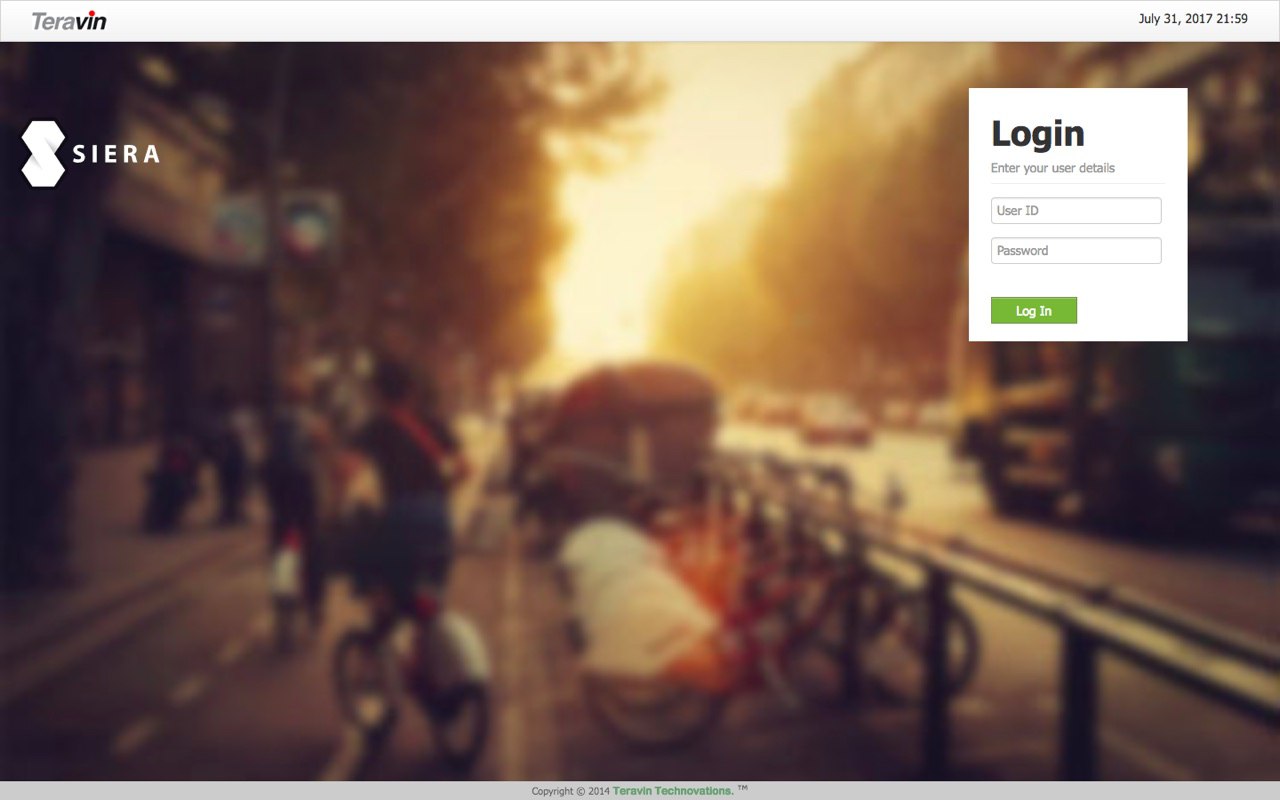 Teravin
July 31, 2017 21:59
SIERA
Login
Enter your user details
User ID
Password
Log In
Copyright © 2014 Teravin Technovations. ™